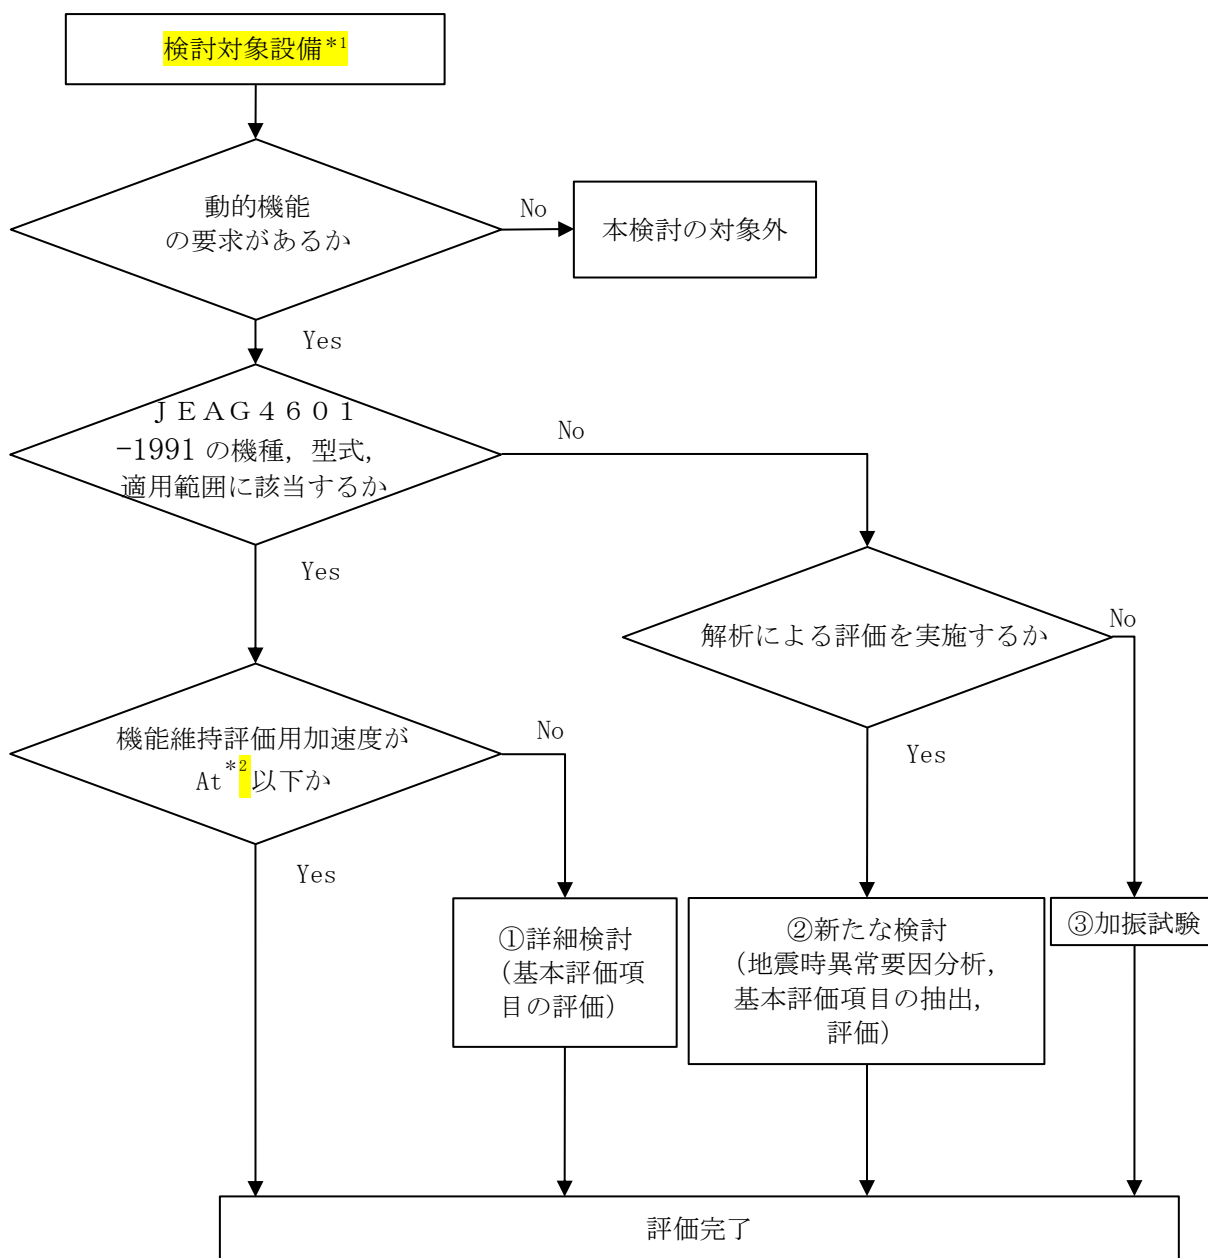 検討対象設備*1
動的機能
の要求があるか
No
本検討の対象外
Yes
ＪＥＡＧ４６０１
-1991 の機種，型式，
適用範囲に該当するか
No
Yes
解析による評価を実施するか
No
機能維持評価用加速度が
At*2以下か
No
Yes
Yes
①詳細検討
（基本評価項
目の評価）
②新たな検討
（地震時異常要因分析，
基本評価項目の抽出，
評価）
③加振試験
評価完了